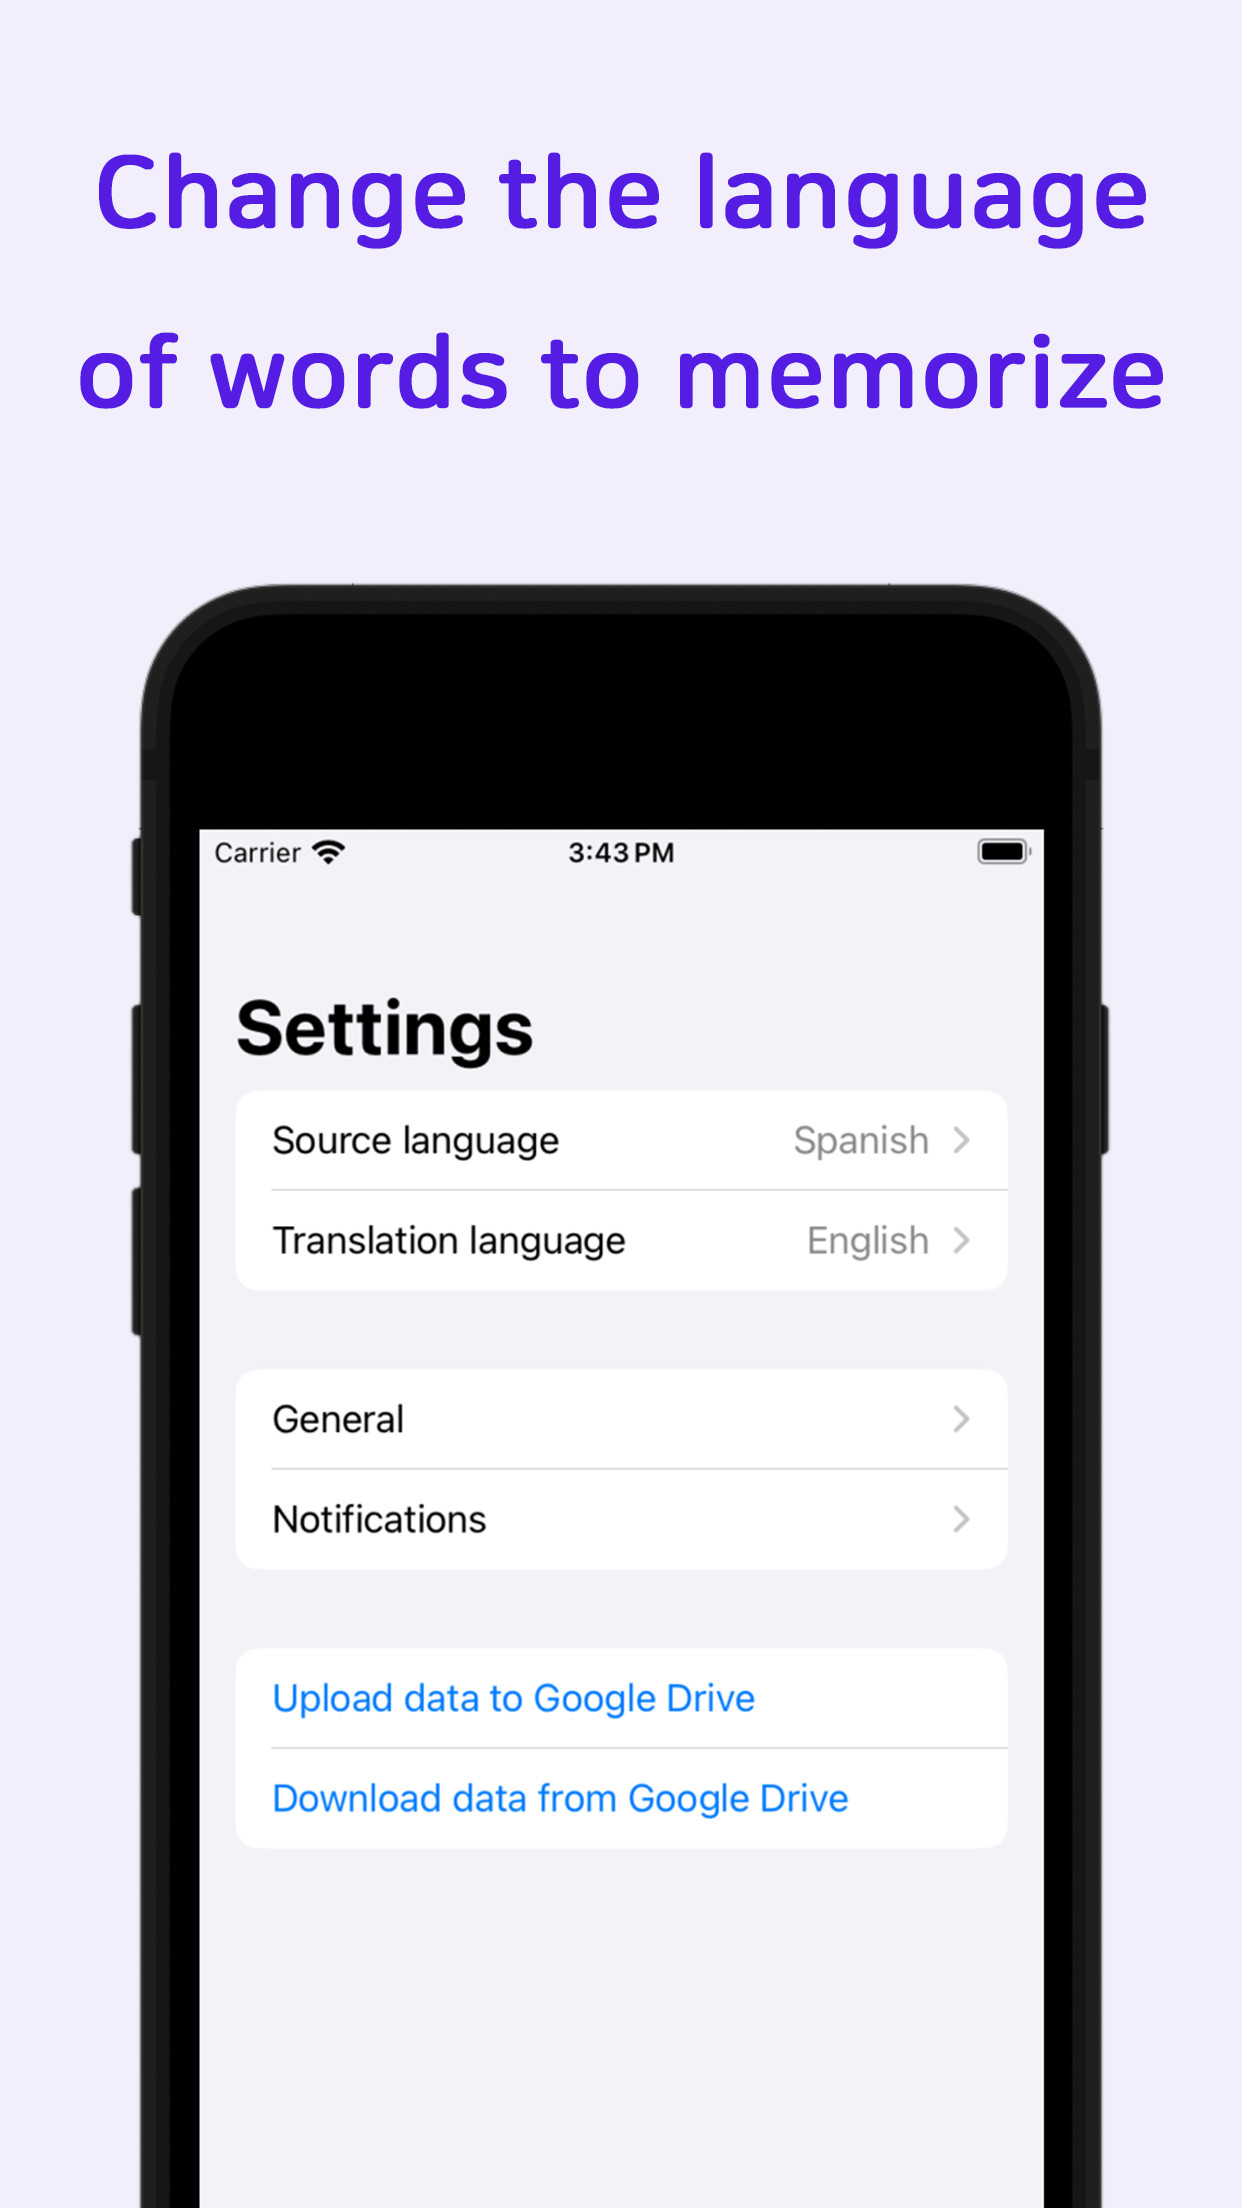 Change the language
of words to memorize
Carrier 3:43 PM
Settings
Source language Spanish
Translation language English
General
Notifications
Upload data to Google Drive
Download data from Google Drive